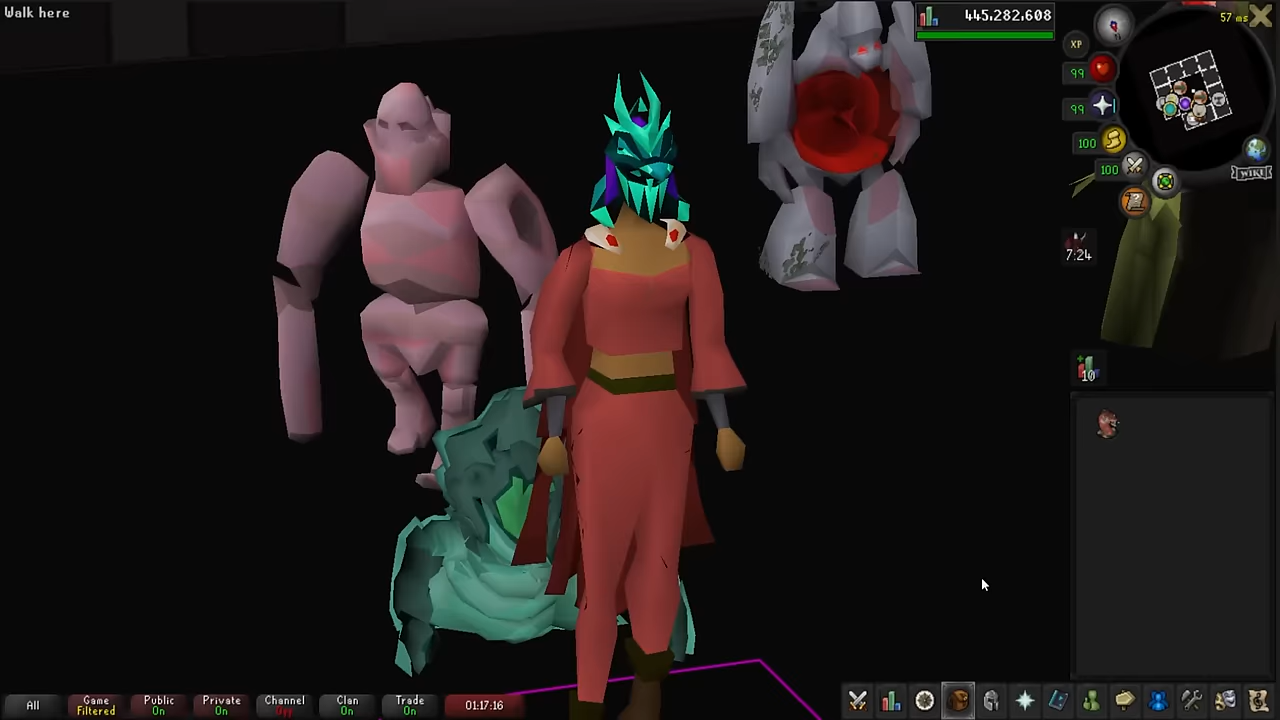 Walk here
445,282,608
57 ms
XP
99
99
100
100
WIKI
7:24
10
All
Game
Filtered
Public
On
Private
On
Channel
Off
Clan
On
Trade
On
01:17:16